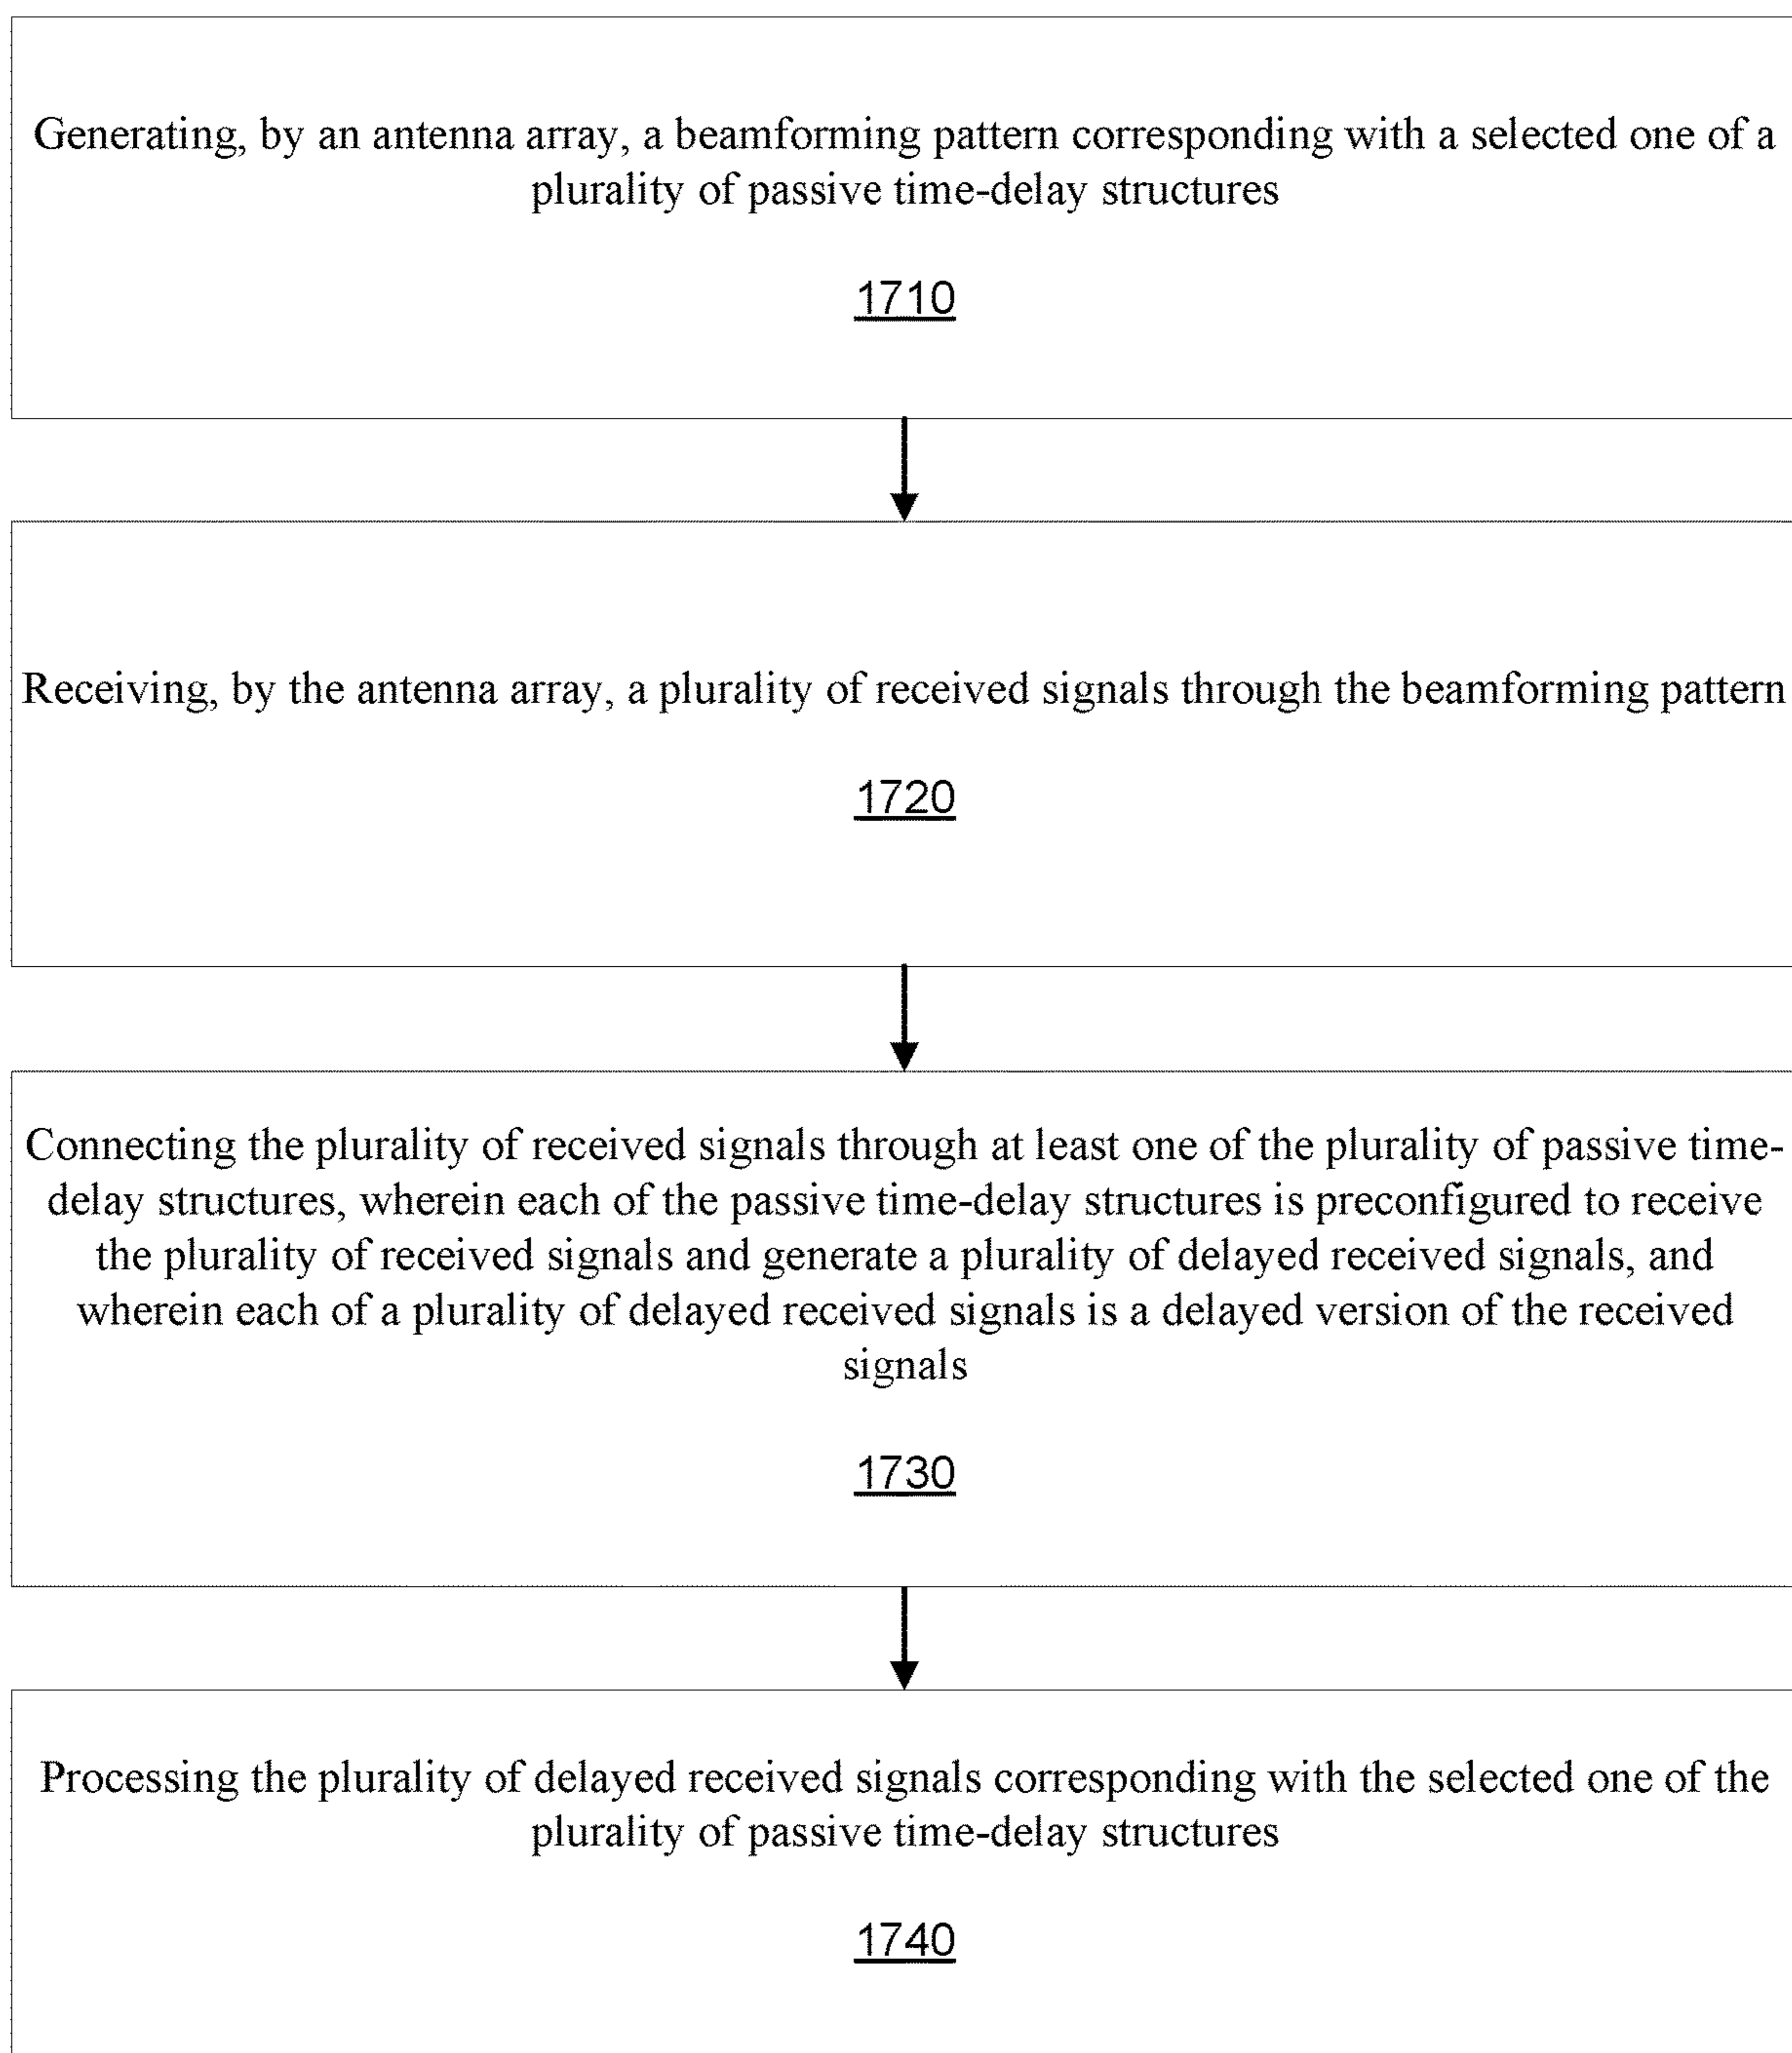 Generating, by an antenna array, a beamforming pattern corresponding with a selected one of a
plurality of passive time-delay structures
1710
Receiving, by the antenna array, a plurality of received signals through the beamforming pattern
1720
Connecting the plurality of received signals through at least one of the plurality of passive time-
delay structures, wherein each of the passive time-delay structures is preconfigured to receive
the plurality of received signals and generate a plurality of delayed received signals, and
wherein each of a plurality of delayed received signals is a delayed version of the received
signals
1730
Processing the plurality of delayed received signals corresponding with the selected one of the
plurality of passive time-delay structures
1740